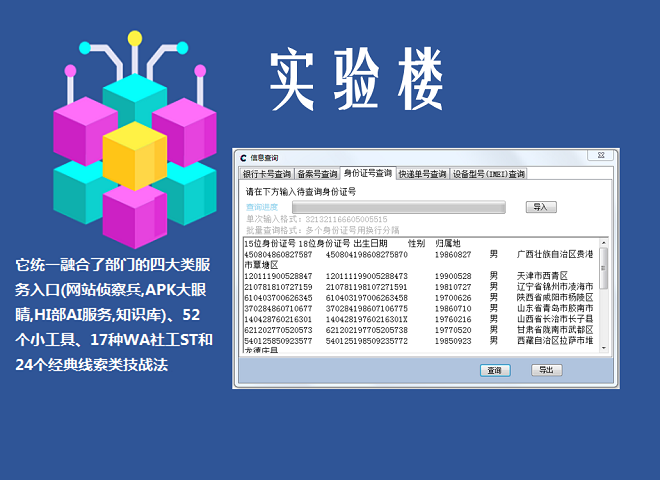 实验楼
它统一融合了部门的四大类服
务入口(网站侦察兵,APK大眼
睛,HI部AI服务,知识库)、52
个小工具、17种WA社工ST和
24个经典线索类技战法
信息查询
银行卡号查询 备案号查询 身份证号查询 快递单号查询 设备型号(IMEI)查询
请在下方输入待查询身份证号
查询进度
导入
单次输入格式：321321166605005515
批量查询格式：多个身份证号用换行分隔
15位身份证号 18位身份证号 出生日期 性别 归属地
450804860827587 450804198608275870 19860827 男 广西壮族自治区贵港
市覃塘区
120111900528847 120111199005288473 19900528 男 天津市西青区
210781810727159 210781198107271591 19810727 男 辽宁省锦州市凌海市
610403700626345 610403197006263458 19700626 男 陕西省咸阳市杨陵区
370284860710677 370284198607106775 19860710 男 山东省青岛市胶南市
140428760216301 14042819760216301X 19760216 男 山西省长治市长子县
621202770520573 621202197705205738 19770520 男 甘肃省陇南市武都区
540125850923577 540125198509235772 19850923 男 西藏自治区拉萨市堆
龙德庆县
查询
导出